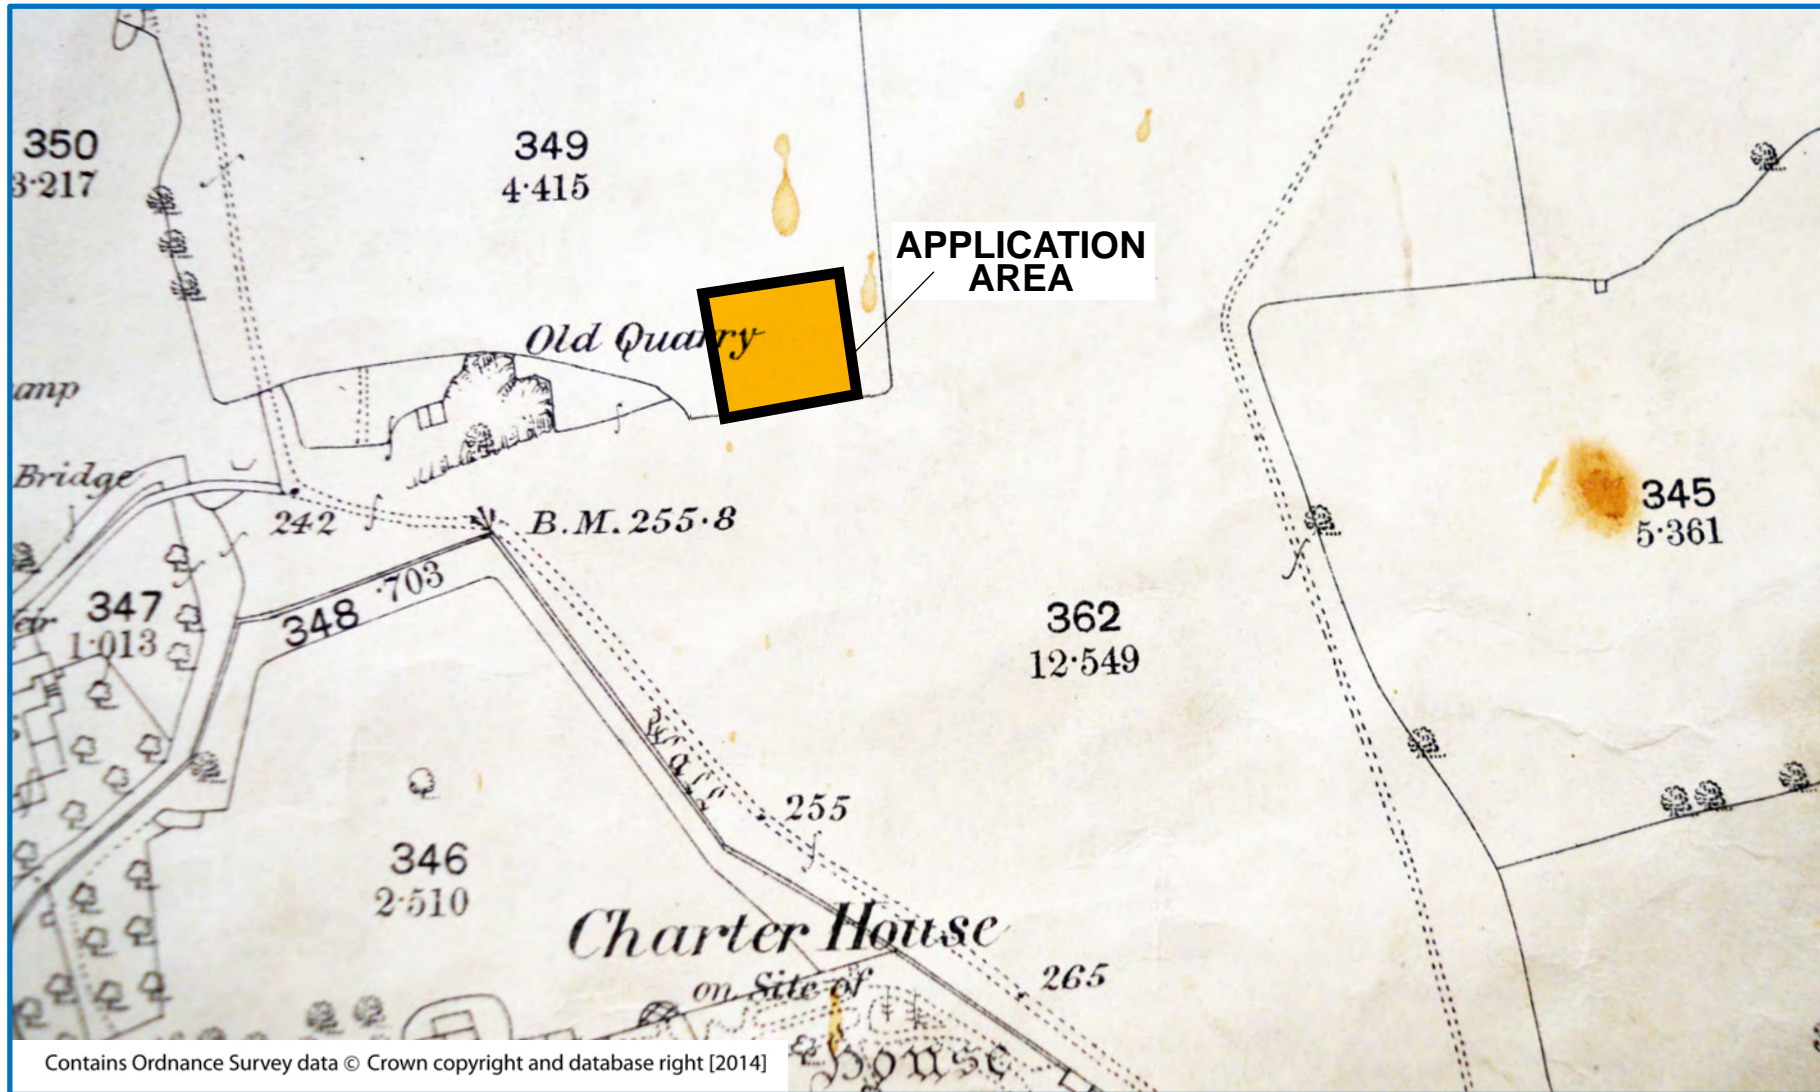 350
3·217
349
4·415
APPLICATION
AREA
Old Quarry
Bridge
242
B.M. 255·8
345
5·361
347
1·013
348 ·703
362
12·549
Wall
255
346
2·510
Charter House
on Site of
265
House
Contains Ordnance Survey data © Crown copyright and database right [2014]